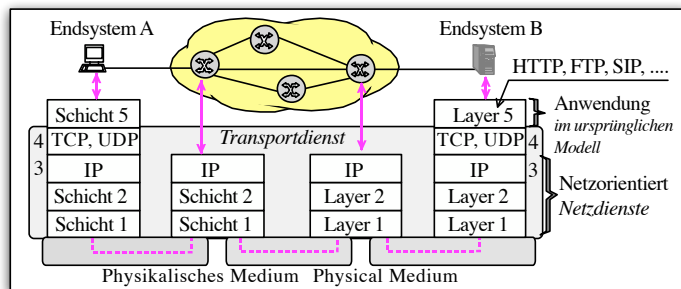 Endsystem A
Endsystem B
HTTP, FTP, SIP, ....
Schicht 5
Layer 5
Anwendung
im ursprünglichen
Modell
4
TCP, UDP
Transportdienst
TCP, UDP
4
3
IP
IP
IP
IP
3
Schicht 2
Schicht 2
Layer 2
Layer 2
Netzorientiert
Netzdienste
Schicht 1
Schicht 1
Layer 1
Layer 1
Physikalisches Medium
Physical Medium